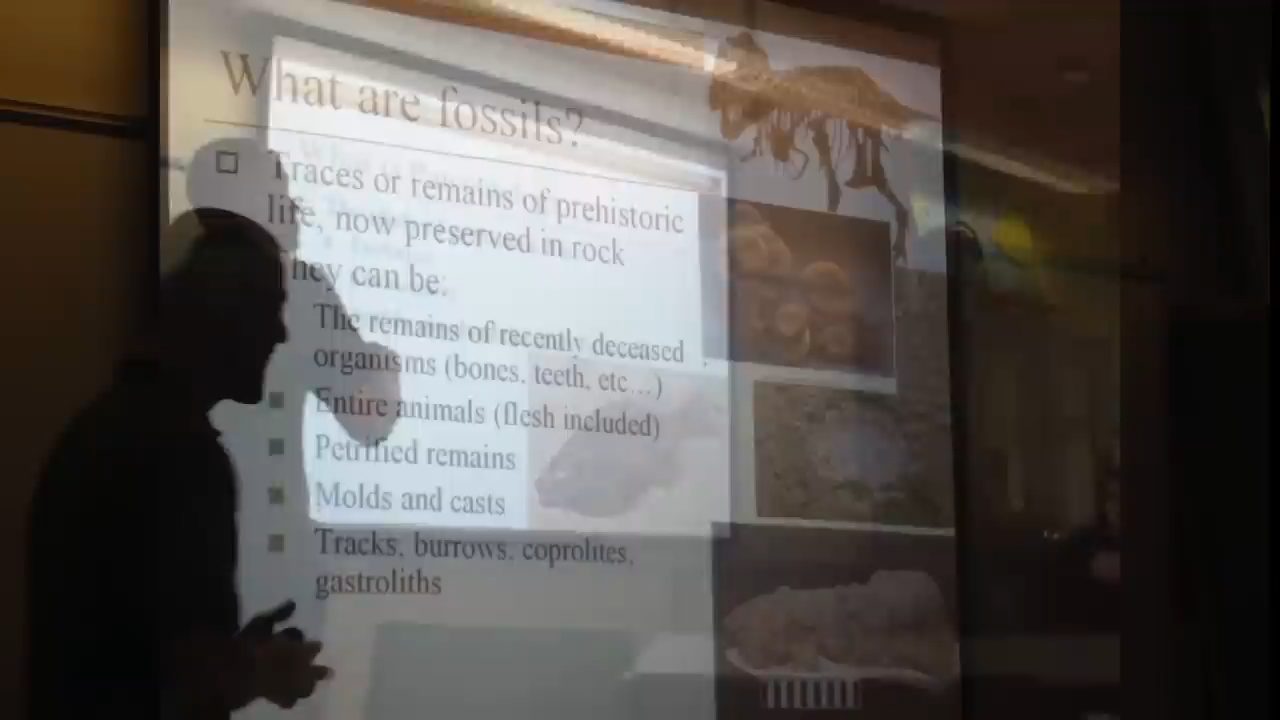 What are fossils?
Traces or remains of prehistoric
life, now preserved in rock
They can be:
The remains of recently deceased
organisms (bones, teeth, etc...)
Entire animals (flesh included)
Petrified remains
Molds and casts
Tracks, burrows, coprolites,
gastroliths